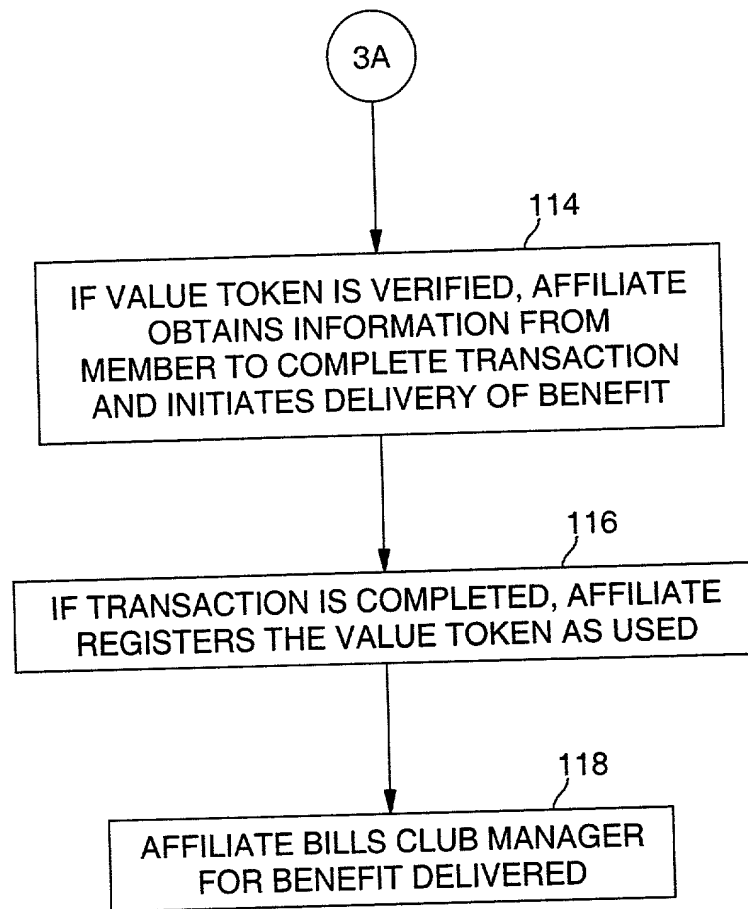 3A
114
IF VALUE TOKEN IS VERIFIED, AFFILIATE
OBTAINS INFORMATION FROM
MEMBER TO COMPLETE TRANSACTION
AND INITIATES DELIVERY OF BENEFIT
116
IF TRANSACTION IS COMPLETED, AFFILIATE
REGISTERS THE VALUE TOKEN AS USED
118
AFFILIATE BILLS CLUB MANAGER
FOR BENEFIT DELIVERED